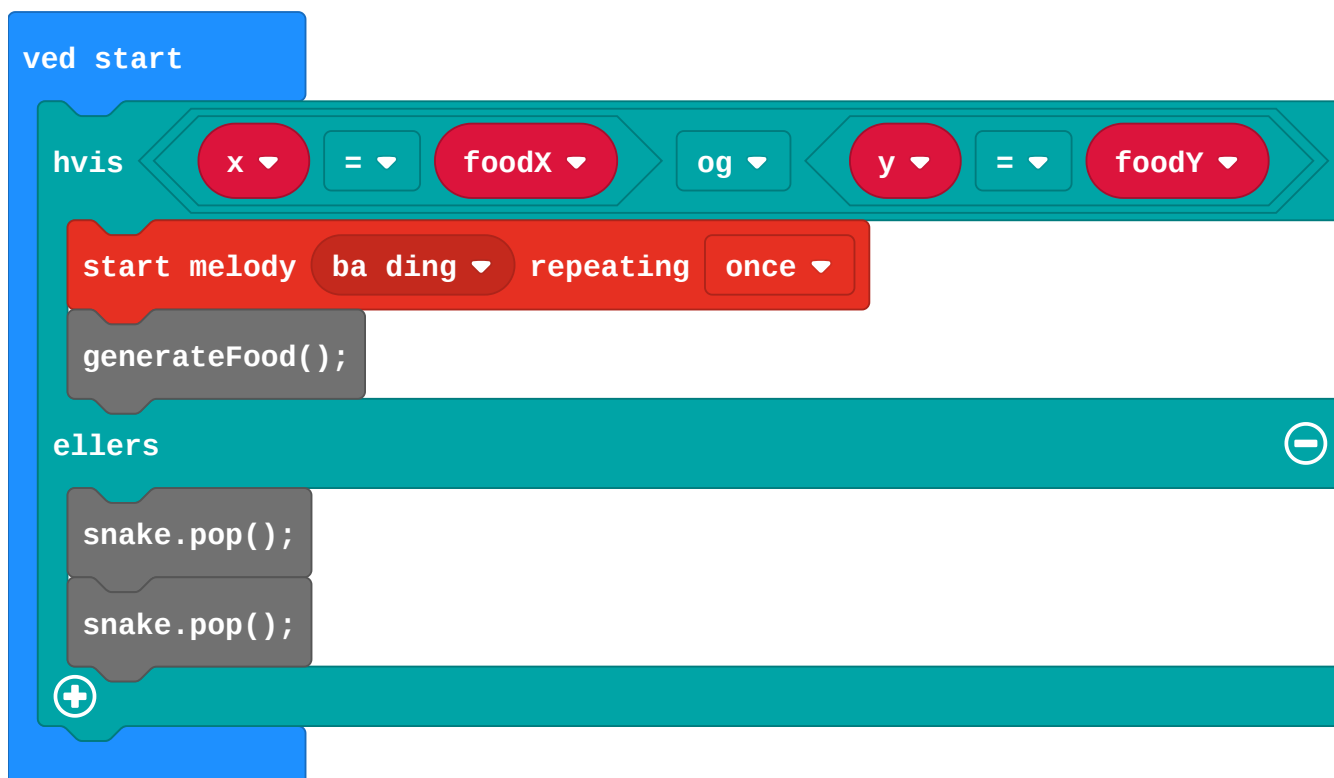 ved start
hvis x = foodX og y = foodY
start melody ba ding repeating once
generateFood();
ellers
snake.pop();
snake.pop();